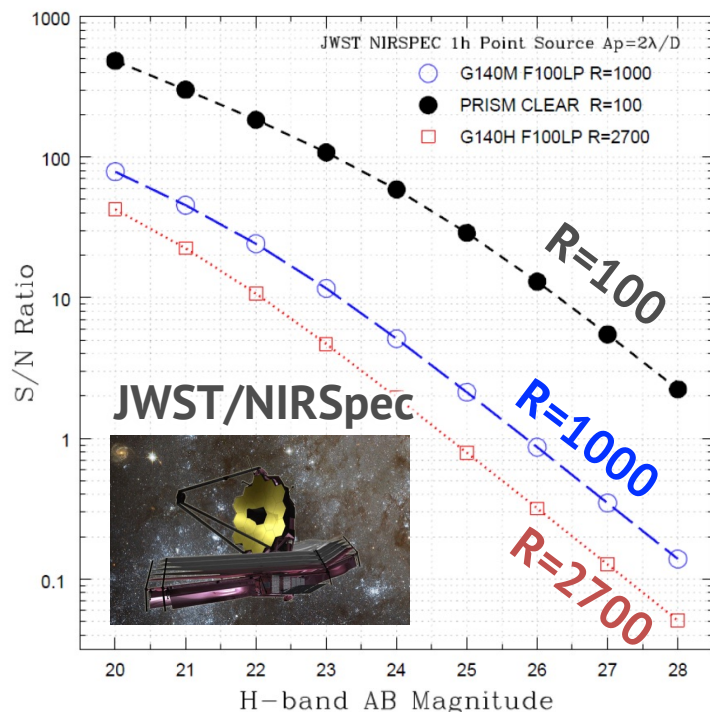 JWST NIRSPEC 1h Point Source Ap=2λ/D
G140M F100LP R=1000
PRISM CLEAR R=100
G140H F100LP R=2700
1000
100
10
1
0.1
S/N Ratio
R=100
R=1000
R=2700
JWST/NIRSpec
20 21 22 23 24 25 26 27 28
H-band AB Magnitude